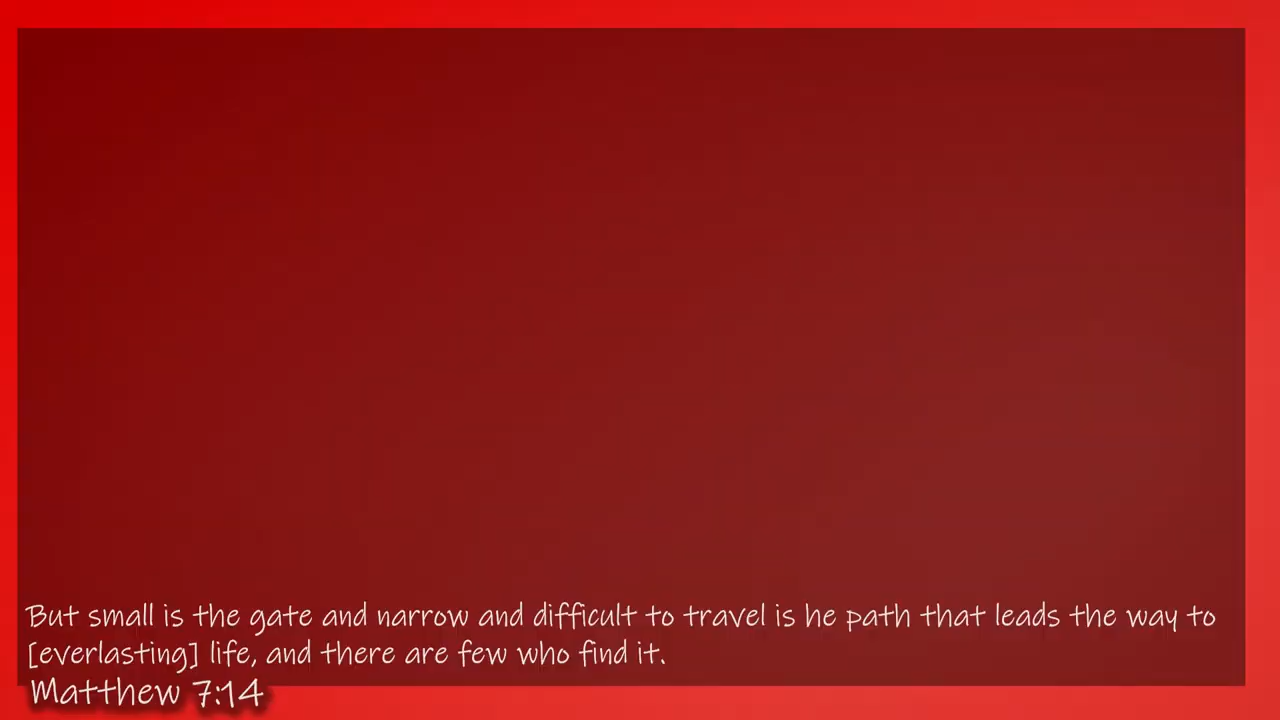 But small is the gate and narrow and difficult to travel is he path that leads the way to
[everlasting] life, and there are few who find it.
Matthew 7:14